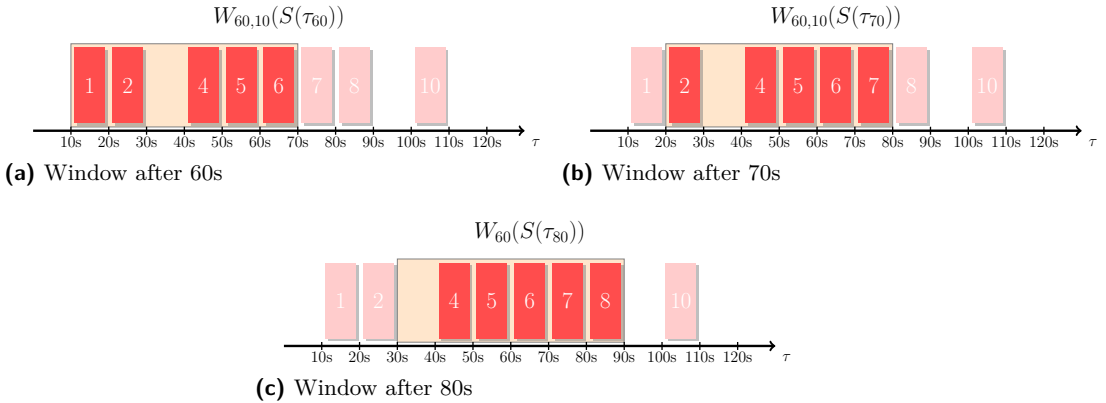 W60,10(S(τ60))
1 2 4 5 6 7 8 10
10s 20s 30s 40s 50s 60s 70s 80s 90s 100s 110s 120s τ
(a) Window after 60s
W60,10(S(τ70))
1 2 4 5 6 7 8 10
10s 20s 30s 40s 50s 60s 70s 80s 90s 100s 110s 120s τ
(b) Window after 70s
W60(S(τ80))
1 2 4 5 6 7 8 10
10s 20s 30s 40s 50s 60s 70s 80s 90s 100s 110s 120s τ
(c) Window after 80s